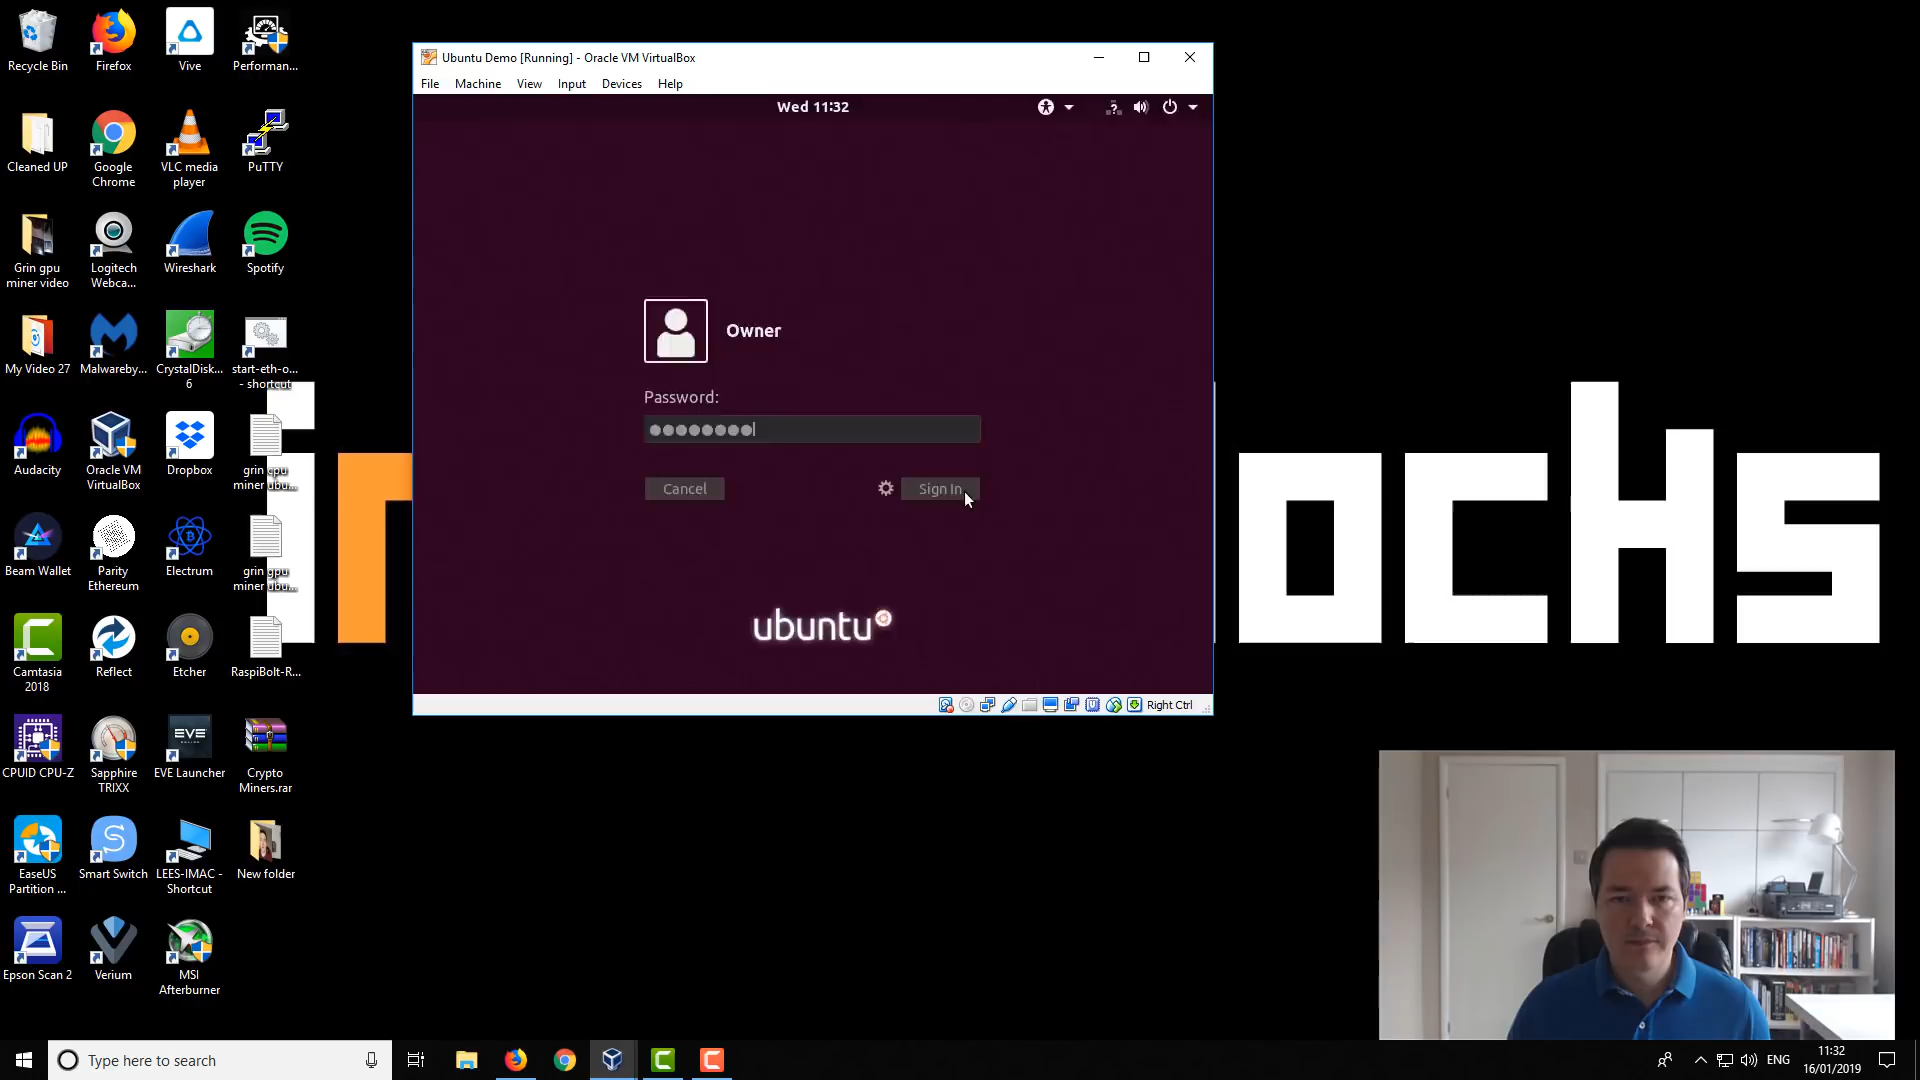 Recycle Bin
Firefox
Vive
Performan...
Cleaned UP
Google
Chrome
VLC media
player
PuTTY
Grin gpu
miner video
Logitech
Webca...
Wireshark
Spotify
My Video 27
Malwareby...
CrystalDisk...
6
start-eth-o...
- shortcut
Audacity
Oracle VM
VirtualBox
Dropbox
grin cpu
miner ubu...
Beam Wallet
Parity
Ethereum
Electrum
grin gpu
miner ubu...
Camtasia
2018
Reflect
Etcher
RaspiBolt-R...
CPUID CPU-Z
Sapphire
TRIXX
EVE
EVE Launcher
Crypto
Miners.rar
EaseUS
Partition ...
Smart Switch
LEES-IMAC -
Shortcut
New folder
Epson Scan 2
Verium
MSI
Afterburner
Ubuntu Demo [Running] - Oracle VM VirtualBox
File Machine View Input Devices Help
Wed 11:32
Owner
Password:
Cancel
Sign In
ubuntu
Right Ctrl
ochs
Type here to search
ENG
11:32
16/01/2019